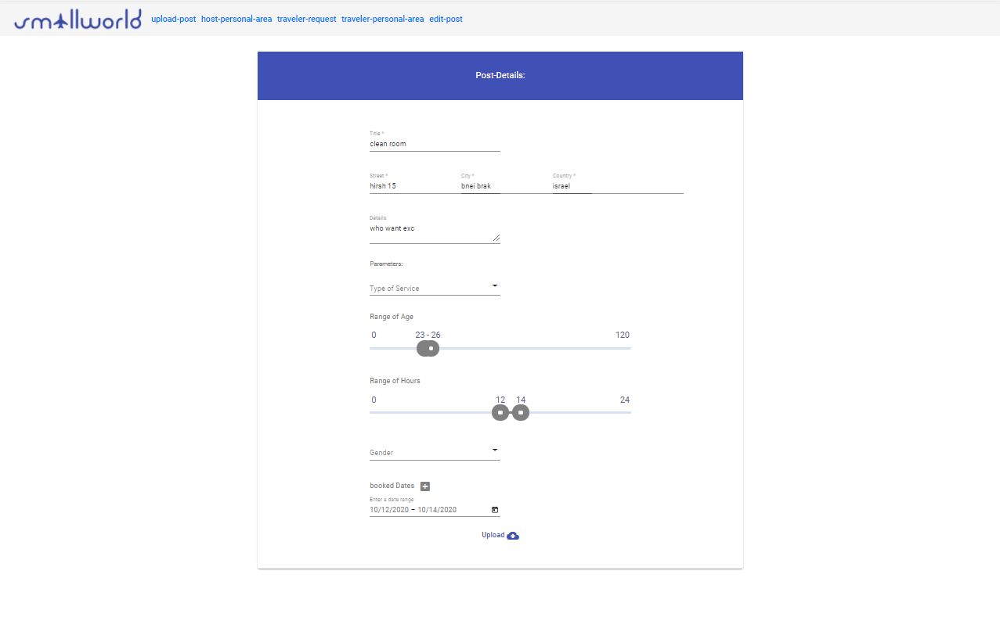 smallworld upload-post host-personal-area traveler-request traveler-personal-area edit-post
Post-Details:
Title *
clean room
Street * City * Country *
hirsh 15 bnei brak israel
Details
who want exc
Parameters:
Type of Service
Range of Age
0 23 - 26 120
Range of Hours
0 12 14 24
Gender
booked Dates
Enter a date range
10/12/2020 – 10/14/2020
Upload